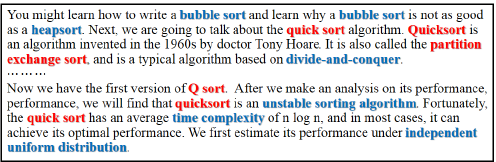 You might learn how to write a bubble sort and learn why a bubble sort is not as good
as a heapsort. Next, we are going to talk about the quick sort algorithm. Quicksort is
an algorithm invented in the 1960s by doctor Tony Hoare. It is also called the partition
exchange sort, and is a typical algorithm based on divide-and-conquer.
………
Now we have the first version of Q sort. After we make an analysis on its performance,
performance, we will find that quicksort is an unstable sorting algorithm. Fortunately,
the quick sort has an average time complexity of n log n, and in most cases, it can
achieve its optimal performance. We first estimate its performance under independent
uniform distribution.